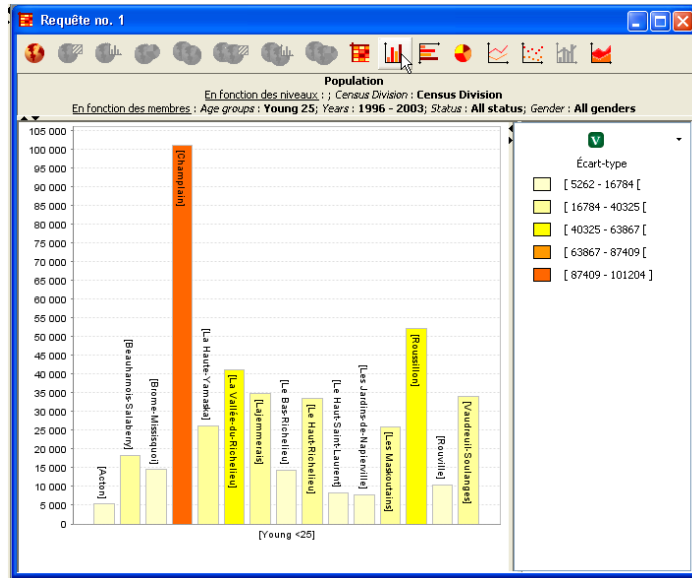 Requête no. 1
Population
En fonction des niveaux : ; Census Division : Census Division
En fonction des membres : Age groups : Young 25; Years : 1996 - 2003; Status : All status; Gender : All genders
105 000
100 000
95 000
90 000
85 000
80 000
75 000
70 000
65 000
60 000
55 000
50 000
45 000
40 000
35 000
30 000
25 000
20 000
15 000
10 000
5 000
0
[Acton]
[Beauharnois-Salaberry]
[Brome-Missisquoi]
[Champlain]
[La Haute-Yamaska]
[La Vallée-du-Richelieu]
[Lajemmerais]
[Le Bas-Richelieu]
[Le Haut-Richelieu]
[Le Haut-Saint-Laurent]
[Les Jardins-de-Napierville]
[Les Maskoutains]
[Roussillon]
[Rouville]
[Vaudreuil-Soulanges]
[Young <25]
V
Écart-type
[ 5262 - 16784 [
[ 16784 - 40325 [
[ 40325 - 63867 [
[ 63867 - 87409 [
[ 87409 - 101204 ]